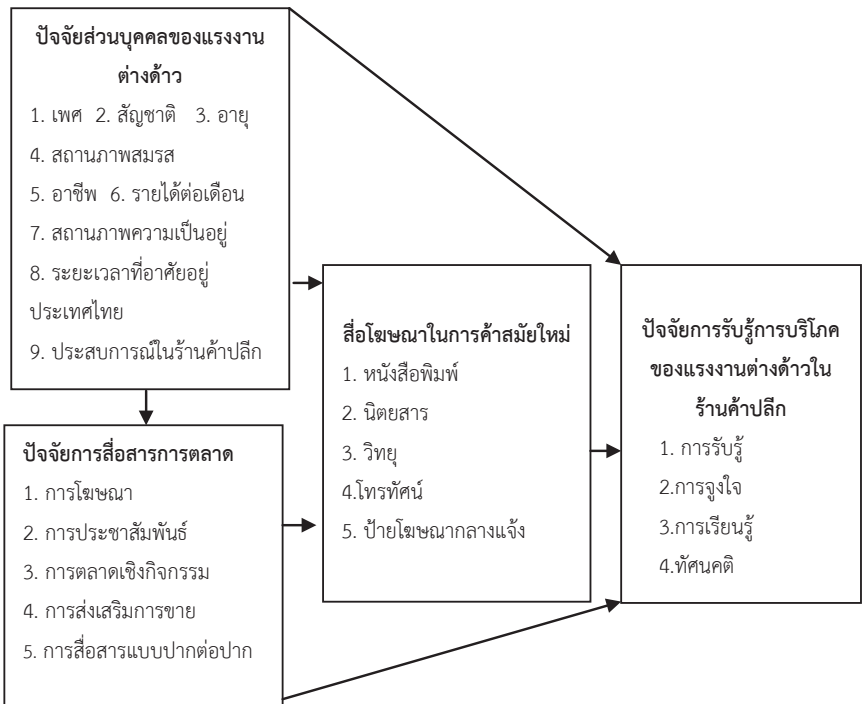 ปัจจัยส่วนบุคคลของแรงงาน
ต่างด้าว
1. เพศ 2. สัญชาติ 3. อายุ
4. สถานภาพสมรส
5. อาชีพ 6. รายได้ต่อเดือน
7. สถานภาพความเป็นอยู่
8. ระยะเวลาที่อาศัยอยู่
ประเทศไทย
9. ประสบการณ์ในร้านค้าปลีก
ปัจจัยการสื่อสารการตลาด
1. การโฆษณา
2. การประชาสัมพันธ์
3. การตลาดเชิงกิจกรรม
4. การส่งเสริมการขาย
5. การสื่อสารแบบปากต่อปาก
สื่อโฆษณาในการค้าสมัยใหม่
1. หนังสือพิมพ์
2. นิตยสาร
3. วิทยุ
4.โทรทัศน์
5. ป้ายโฆษณากลางแจ้ง
ปัจจัยการรับรู้การบริโภค
ของแรงงานต่างด้าวใน
ร้านค้าปลีก
1. การรับรู้
2.การจูงใจ
3.การเรียนรู้
4.ทัศนคติ